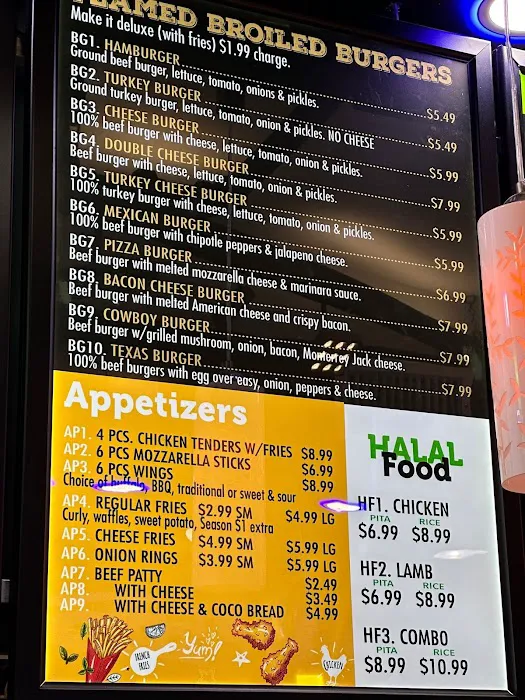 FLAMED BROILED BURGERS
Make it deluxe (with fries) $1.99 charge.
BG1. HAMBURGER $5.49
Ground beef burger, lettuce, tomato, onions & pickles.
BG2. TURKEY BURGER $5.49
Ground turkey burger, lettuce, tomato, onion & pickles. NO CHEESE
BG3. CHEESE BURGER $5.99
100% beef burger with cheese, lettuce, tomato, onion & pickles.
BG4. DOUBLE CHEESE BURGER $7.99
Beef burger with cheese, lettuce, tomato, onion & pickles.
BG5. TURKEY CHEESE BURGER $5.99
100% turkey burger with cheese, lettuce, tomato, onion & pickles.
BG6. MEXICAN BURGER $5.99
100% beef burger with chipotle peppers & jalapeno cheese.
BG7. PIZZA BURGER $6.99
Beef burger with melted mozzarella cheese & marinara sauce.
BG8. BACON CHEESE BURGER $7.99
Beef burger with melted American cheese and crispy bacon.
BG9. COWBOY BURGER $7.99
Beef burger w/grilled mushroom, onion, bacon, Monterey Jack cheese.
BG10. TEXAS BURGER $7.99
100% beef burgers with egg over easy, onion, peppers & cheese.
Appetizers
AP1. 4 PCS. CHICKEN TENDERS W/FRIES $8.99
AP2. 6 PCS MOZZARELLA STICKS $6.99
AP3. 6 PCS WINGS $8.99
Choice of buffalo, BBQ, traditional or sweet & sour
AP4. REGULAR FRIES $2.99 SM $4.99 LG
Curly, waffles, sweet potato, Season $1 extra
AP5. CHEESE FRIES $4.99 SM $5.99 LG
AP6. ONION RINGS $3.99 SM $5.99 LG
AP7. BEEF PATTY $2.49
AP8. WITH CHEESE $3.49
AP9. WITH CHEESE & COCO BREAD $4.99
FRENCH FRIES
Yum!
CHICKEN
HALAL
Food
HF1. CHICKEN
PITA RICE
$6.99 $8.99
HF2. LAMB
PITA RICE
$6.99 $8.99
HF3. COMBO
PITA RICE
$8.99 $10.99